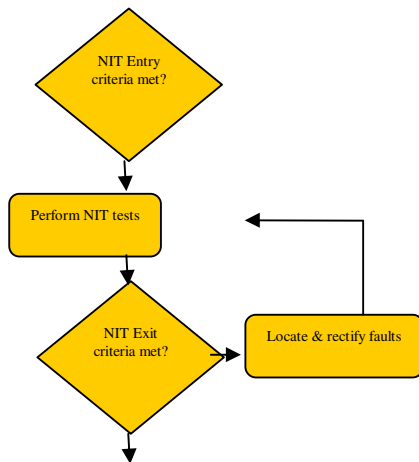 NIT Entry
criteria met?
Perform NIT tests
NIT Exit
criteria met?
Locate & rectify faults